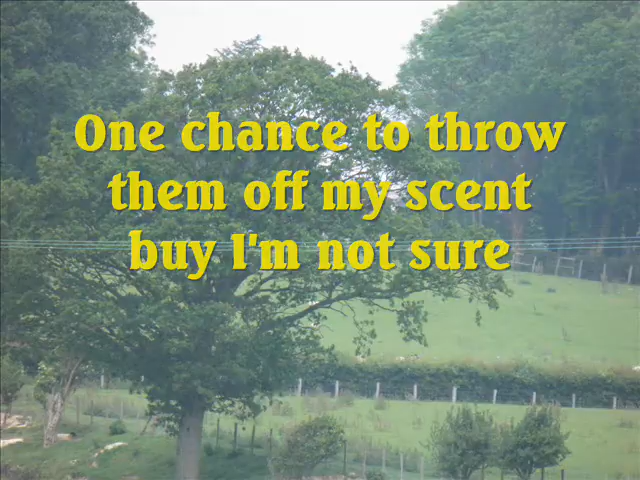 One chance to throw
them off my scent
buy I'm not sure